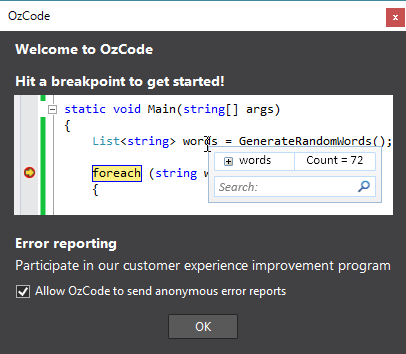 OzCode
Welcome to OzCode
Hit a breakpoint to get started!
static void Main(string[] args)
{
List<string> words = GenerateRandomWords();
words Count = 72
foreach (string w
Search:
{
Error reporting
Participate in our customer experience improvement program
Allow OzCode to send anonymous error reports
OK